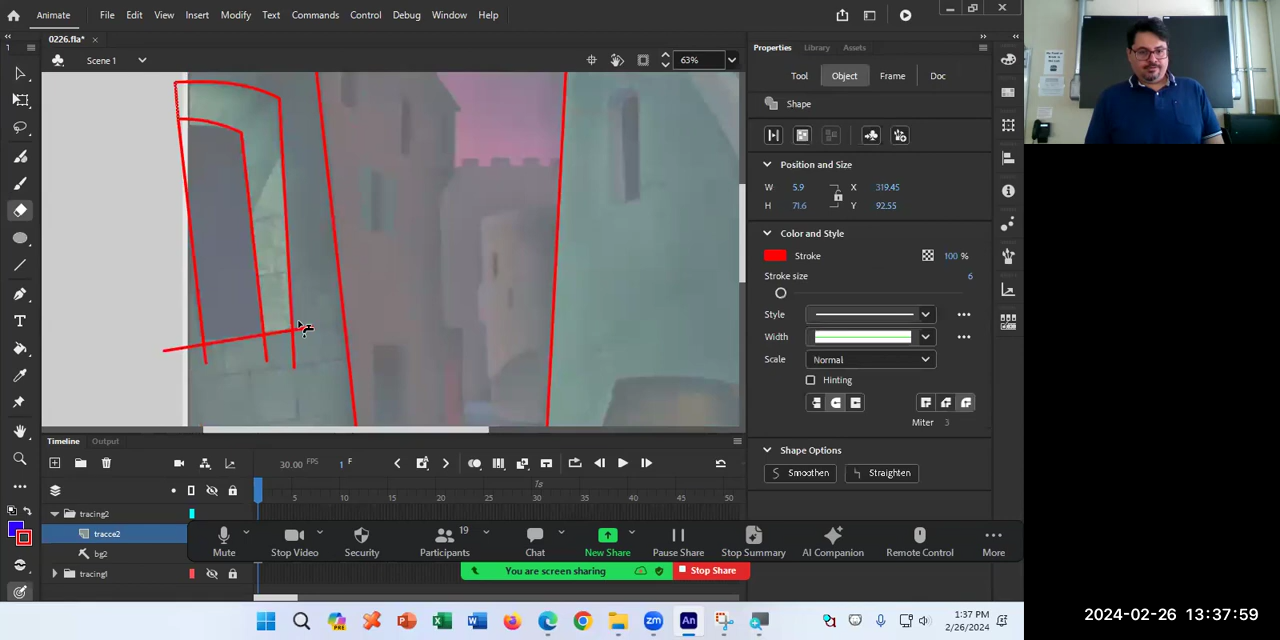 Animate File Edit View Insert Modify Text Commands Control Debug Window Help
0226.fla* ×
Scene 1 63%
Properties Library Assets
Tool Object Frame Doc
Shape
Position and Size
W 5.9 X 319.45
H 71.6 Y 92.55
Color and Style
Stroke 100 %
Stroke size
6
Style
Width
Scale Normal
Hinting
Miter 3
Shape Options
Smoothen Straighten
Timeline Output
30.00 FPS 1 F
1s
5 10 15 20 25 30 35 40 45 50
tracing2
tracce2
bg2
tracing1
19
Mute Stop Video Security Participants Chat New Share Pause Share Stop Summary AI Companion Remote Control More
You are screen sharing Stop Share
1:37 PM
2/26/2024
2024-02-26 13:37:59